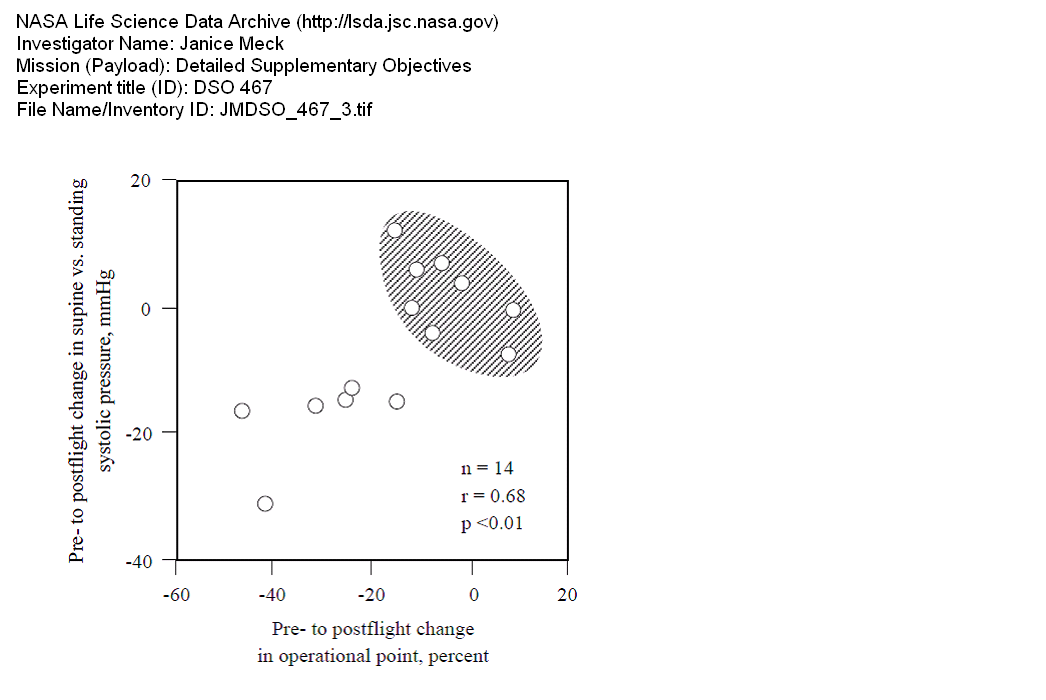 NASA Life Science Data Archive (http://lsda.jsc.nasa.gov)
Investigator Name: Janice Meck
Mission (Payload): Detailed Supplementary Objectives
Experiment title (ID): DSO 467
File Name/Inventory ID: JMDSO_467_3.tif
Pre- to postflight change in supine vs. standing
systolic pressure, mmHg
20
0
-20
-40
n = 14
r = 0.68
p <0.01
-60 -40 -20 0 20
Pre- to postflight change
in operational point, percent